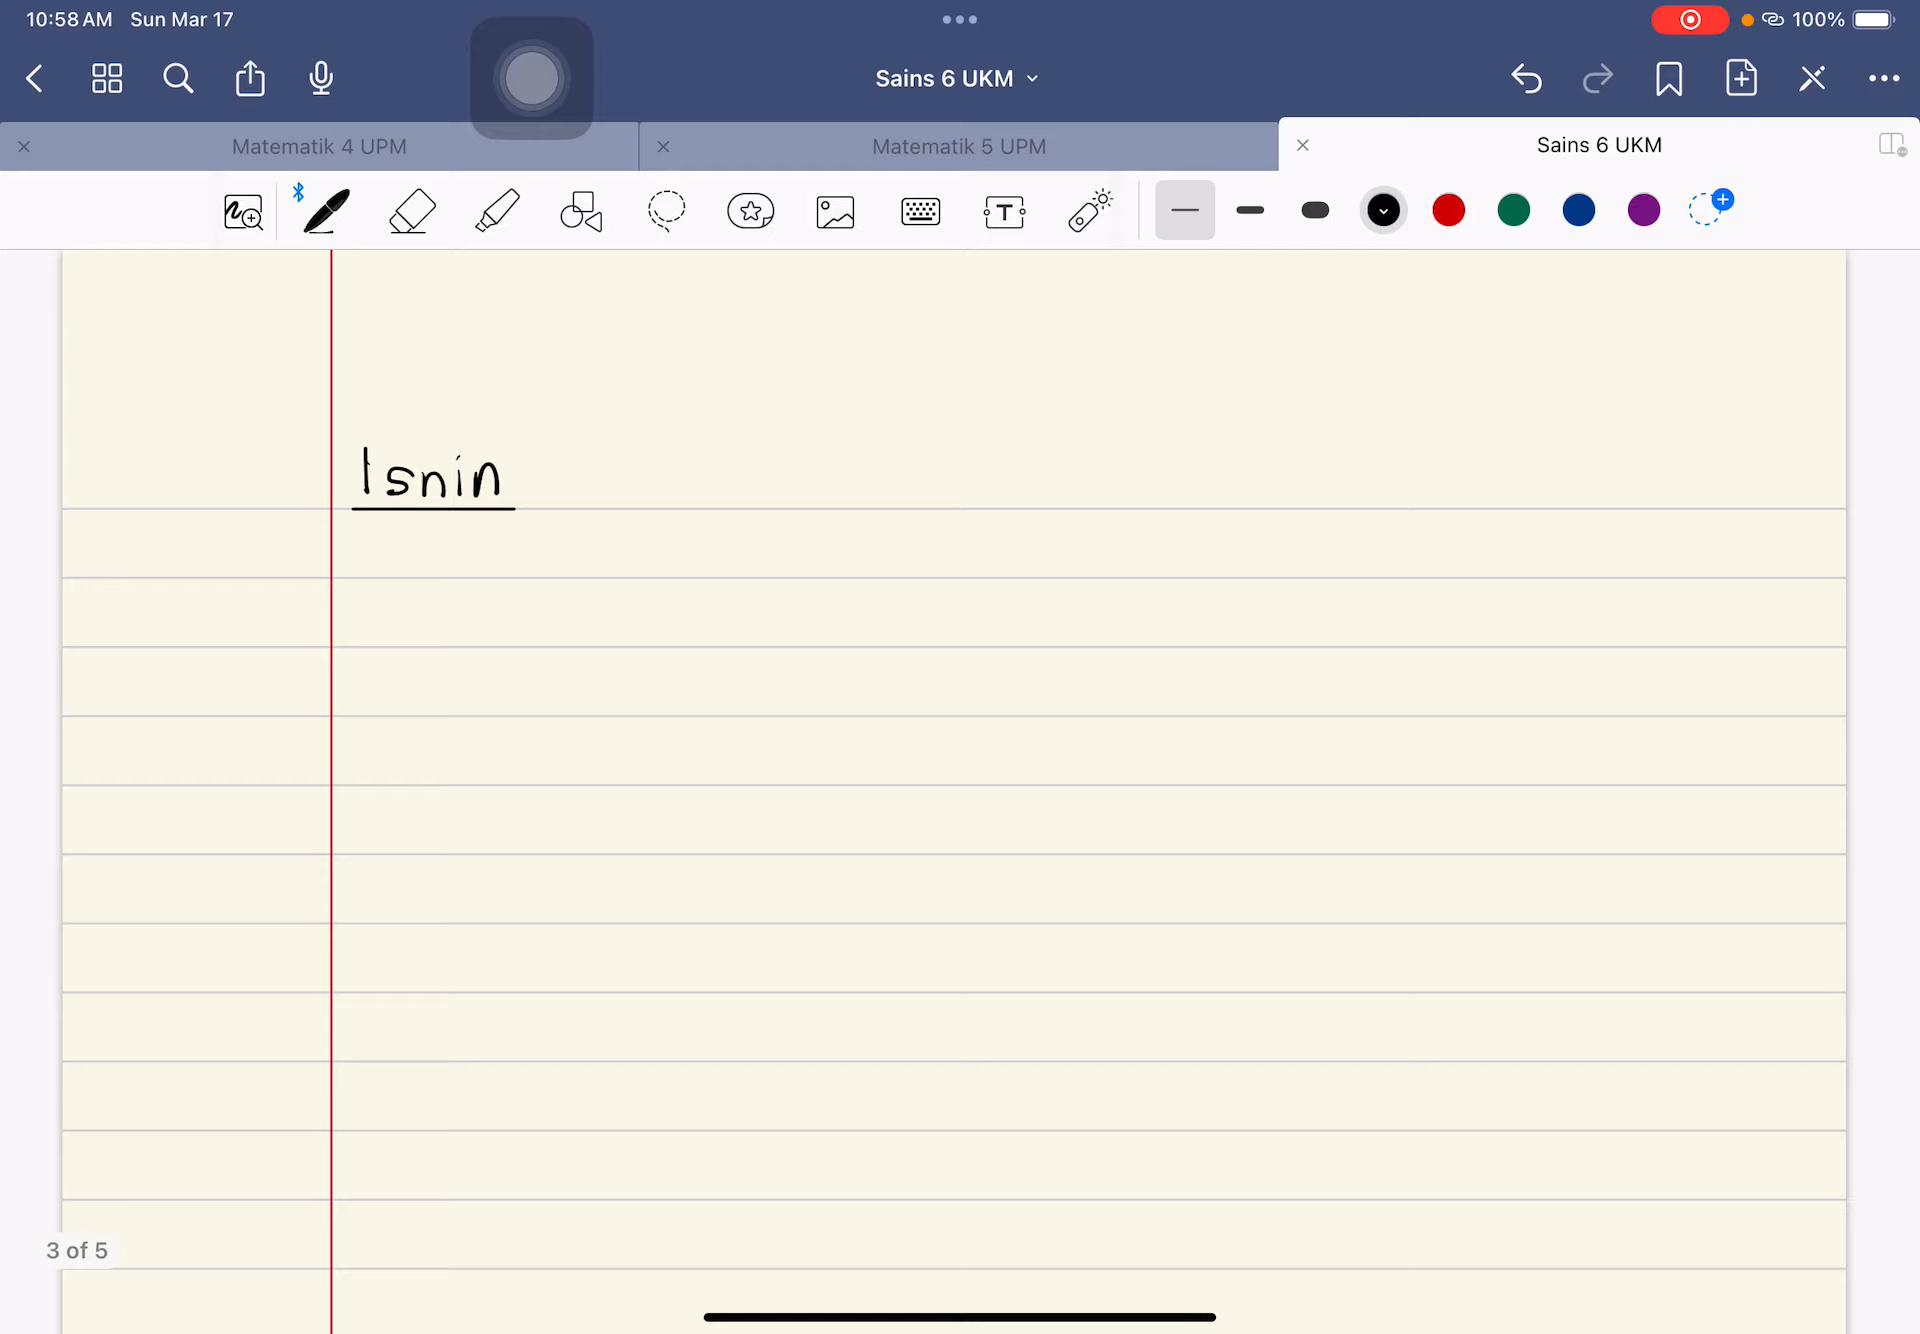 10:58 AM Sun Mar 17
100%
Sains 6 UKM
Matematik 4 UPM
Matematik 5 UPM
Sains 6 UKM
T
Isnin
3 of 5